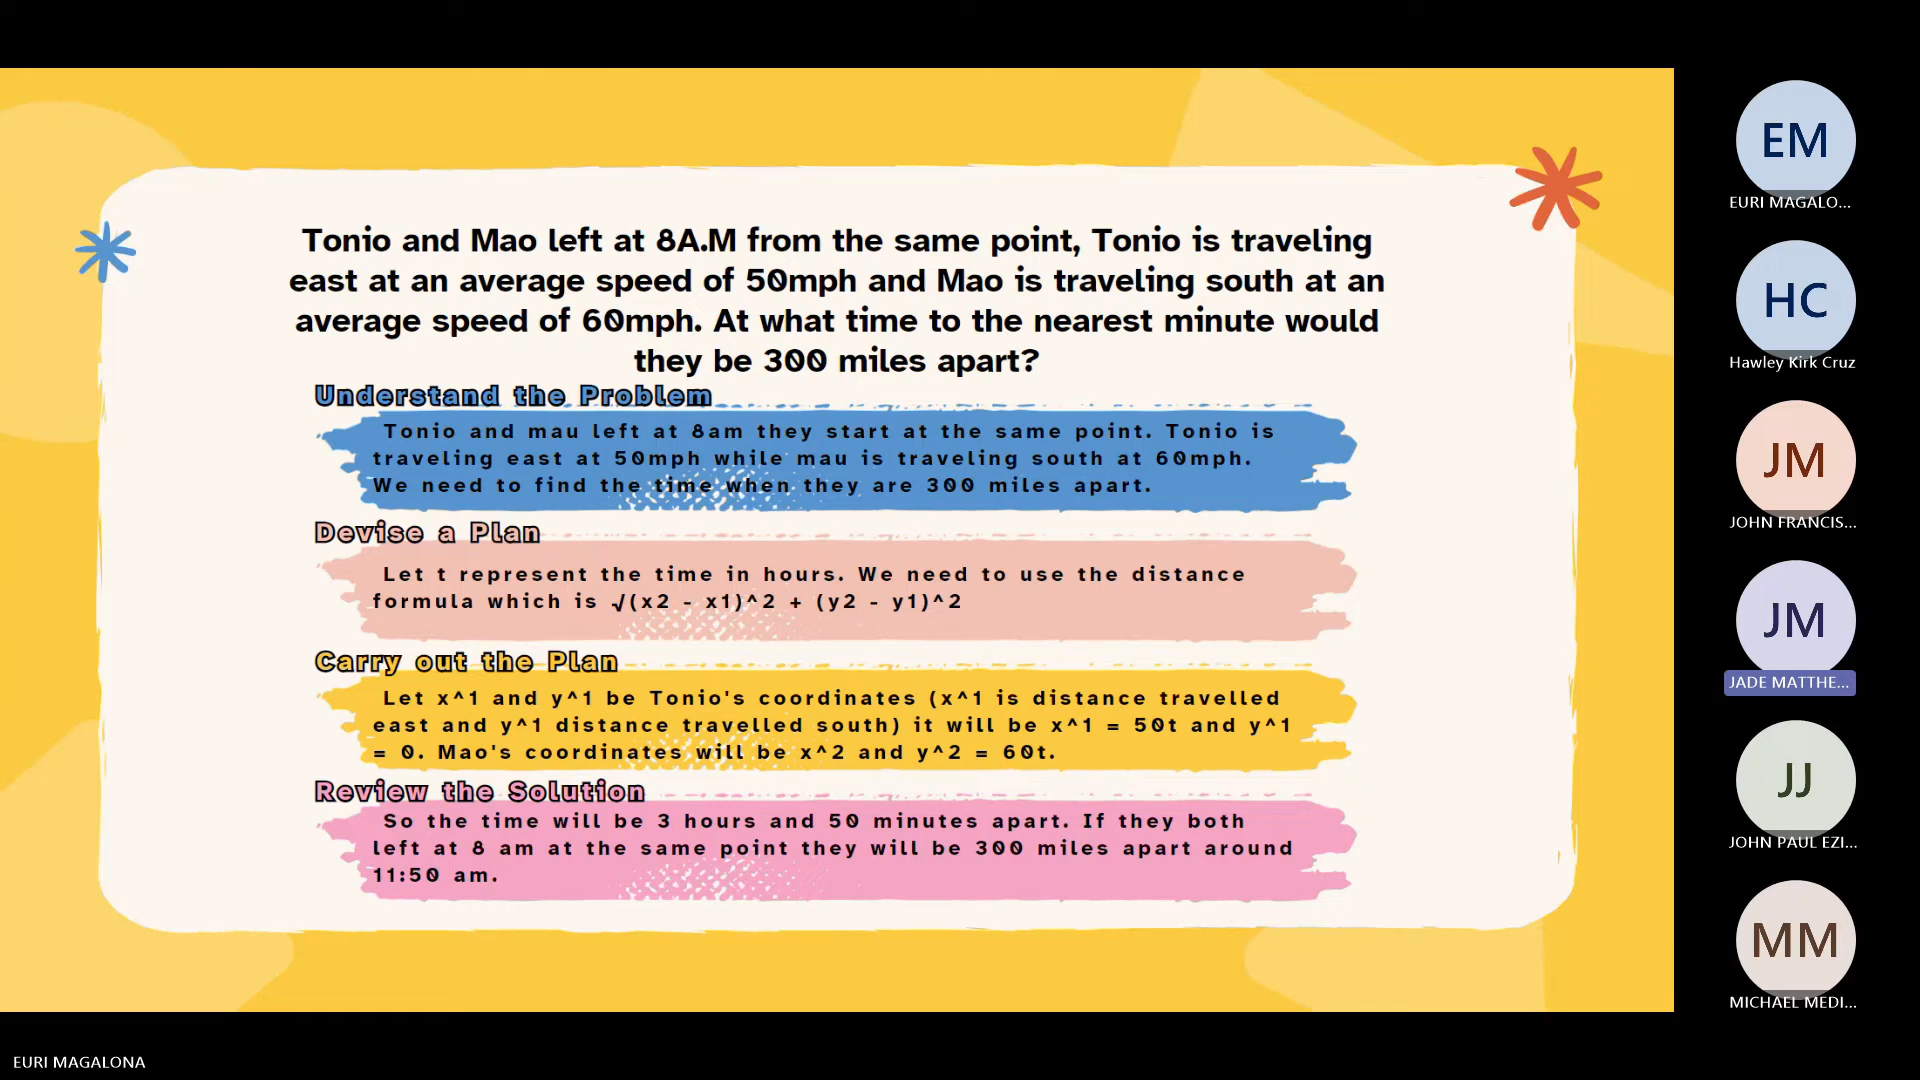 Tonio and Mao left at 8A.M from the same point, Tonio is traveling
east at an average speed of 50mph and Mao is traveling south at an
average speed of 60mph. At what time to the nearest minute would
they be 300 miles apart?
Understand the Problem
Tonio and mau left at 8am they start at the same point. Tonio is
traveling east at 50mph while mau is traveling south at 60mph.
We need to find the time when they are 300 miles apart.
Devise a Plan
Let t represent the time in hours. We need to use the distance
formula which is √(x2 - x1)^2 + (y2 - y1)^2
Carry out the Plan
Let x^1 and y^1 be Tonio's coordinates (x^1 is distance travelled
east and y^1 distance travelled south) it will be x^1 = 50t and y^1
= 0. Mao's coordinates will be x^2 and y^2 = 60t.
Review the Solution
So the time will be 3 hours and 50 minutes apart. If they both
left at 8 am at the same point they will be 300 miles apart around
11:50 am.
EM
EURI MAGALO...
HC
Hawley Kirk Cruz
JM
JOHN FRANCIS...
JM
JADE MATTHE...
JJ
JOHN PAUL EZI...
MM
MICHAEL MEDI...
EURI MAGALONA